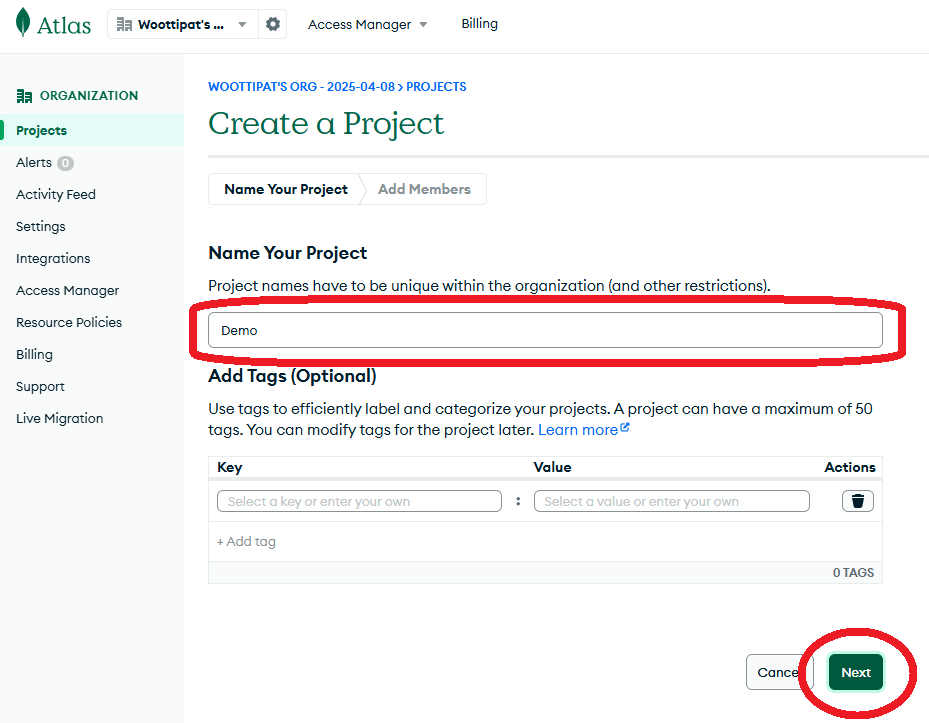 Atlas
Woottipat's ...
Access Manager
Billing
ORGANIZATION
Projects
Alerts 0
Activity Feed
Settings
Integrations
Access Manager
Resource Policies
Billing
Support
Live Migration
WOOTTIPAT'S ORG - 2025-04-08 > PROJECTS
Create a Project
Name Your Project
Add Members
Name Your Project
Project names have to be unique within the organization (and other restrictions).
Demo
Add Tags (Optional)
Use tags to efficiently label and categorize your projects. A project can have a maximum of 50
tags. You can modify tags for the project later. Learn more
Key Value Actions
Select a key or enter your own : Select a value or enter your own
+ Add tag
0 TAGS
Cance
Next